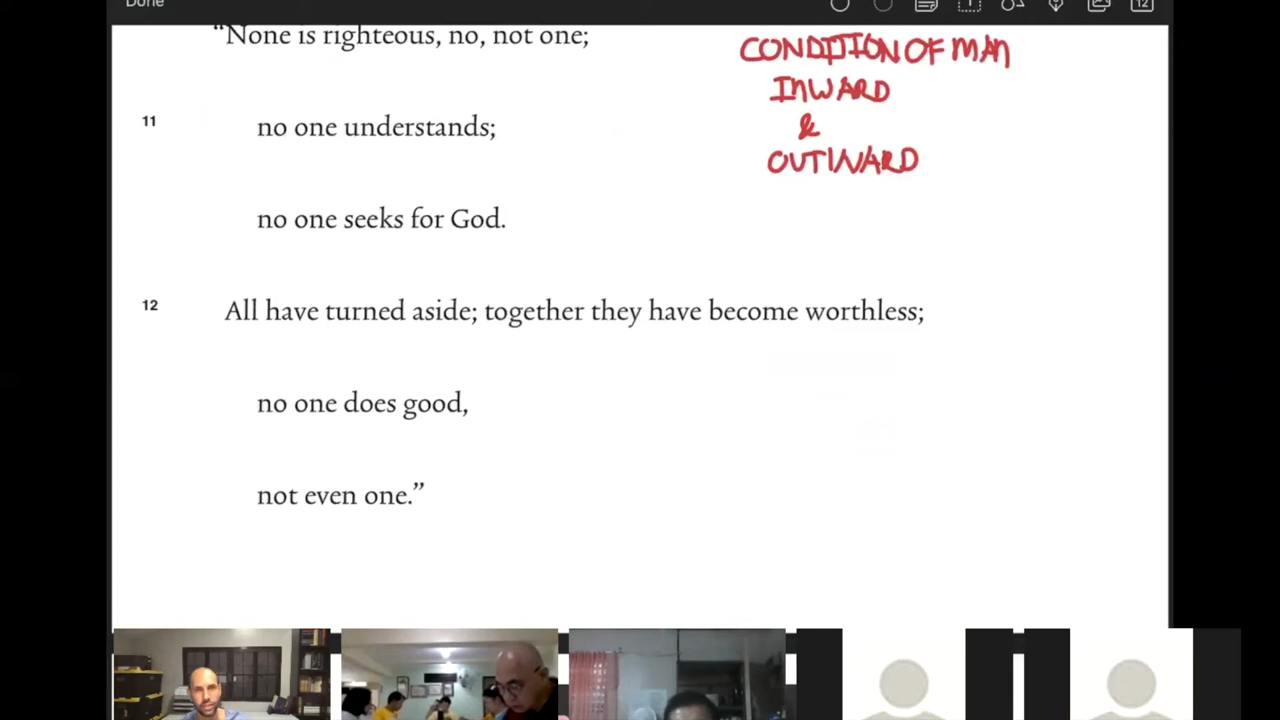 Done
12
“None is righteous, no, not one;
CONDITION OF MAN
INWARD
&
OUTWARD
11
no one understands;
no one seeks for God.
12
All have turned aside; together they have become worthless;
no one does good,
not even one.”